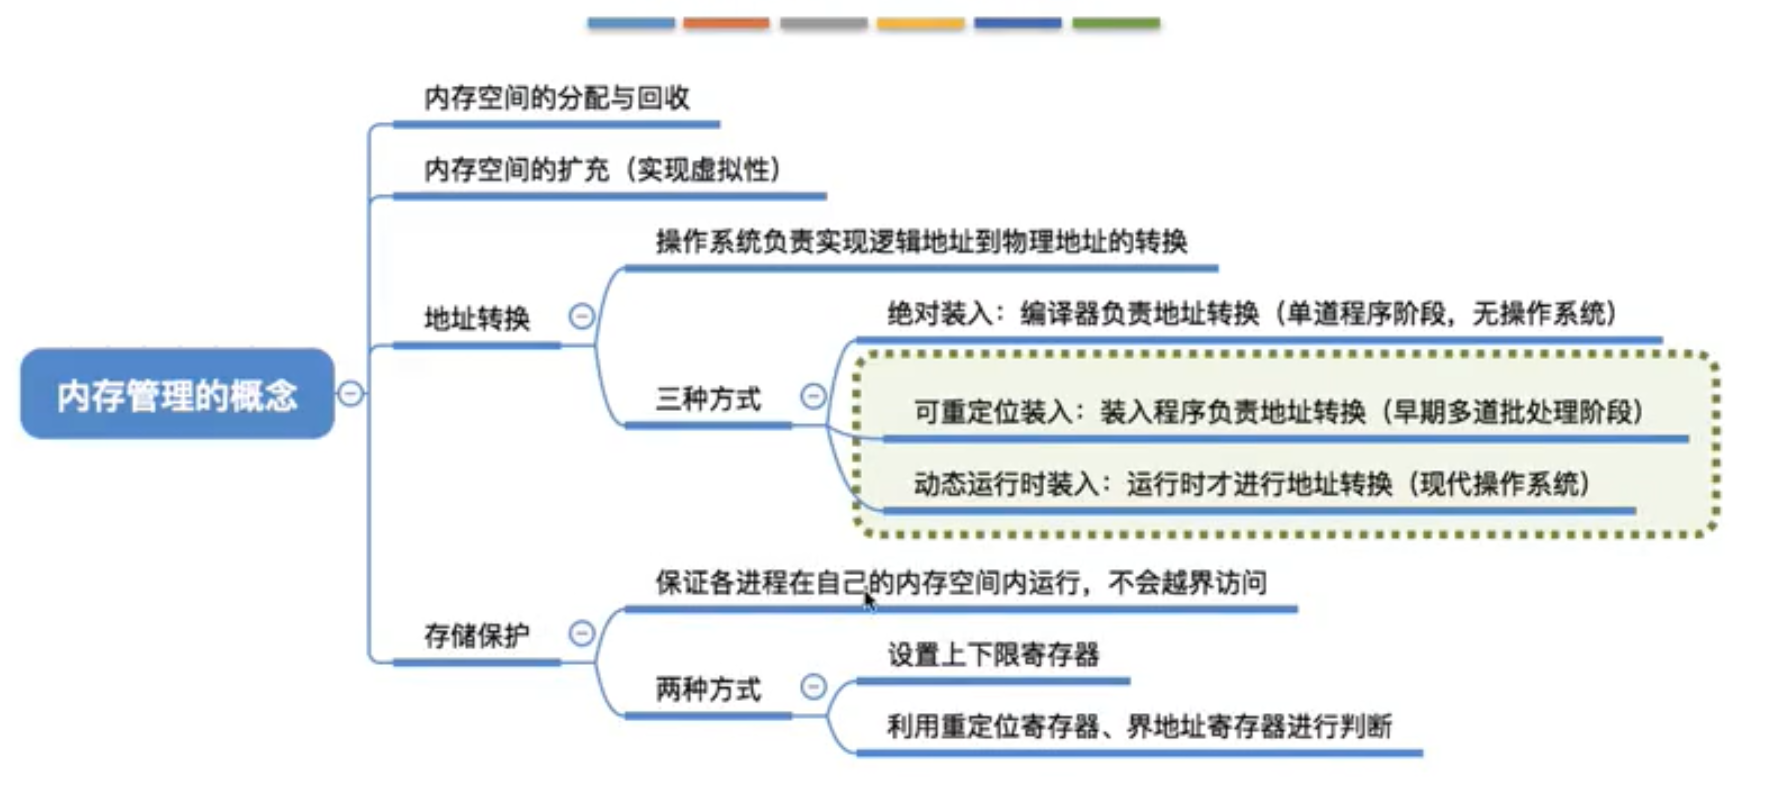 内存空间的分配与回收
内存空间的扩充（实现虚拟性）
操作系统负责实现逻辑地址到物理地址的转换
绝对装入：编译器负责地址转换（单道程序阶段，无操作系统）
地址转换
内存管理的概念
三种方式
可重定位装入：装入程序负责地址转换（早期多道批处理阶段）
动态运行时装入：运行时才进行地址转换（现代操作系统）
保证各进程在自己的内存空间内运行，不会越界访问
存储保护
设置上下限寄存器
两种方式
利用重定位寄存器、界地址寄存器进行判断